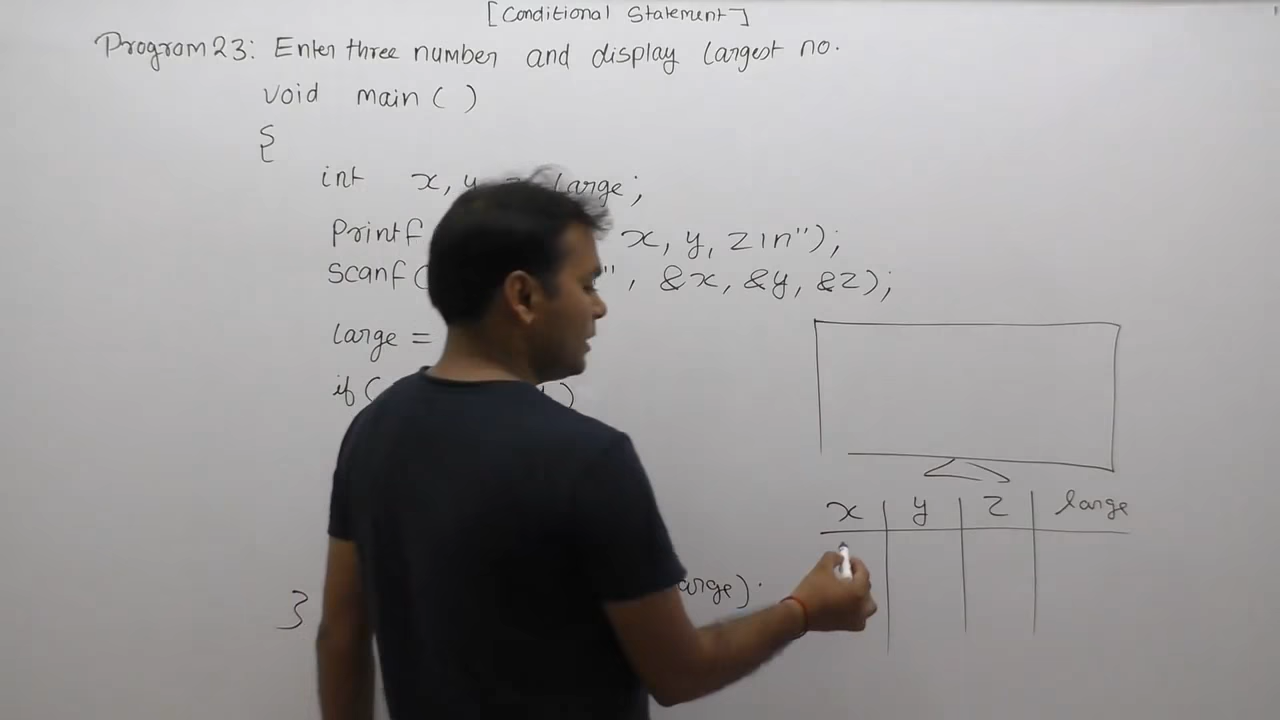 [Conditional Statement]
Program 23: Enter three number and display largest no.
void main( )
{
int x, y, large;
Printf x, y, z\n");
Scanf( ", &x, &y, &z);
large =
if( )
x y z large
arge);
}